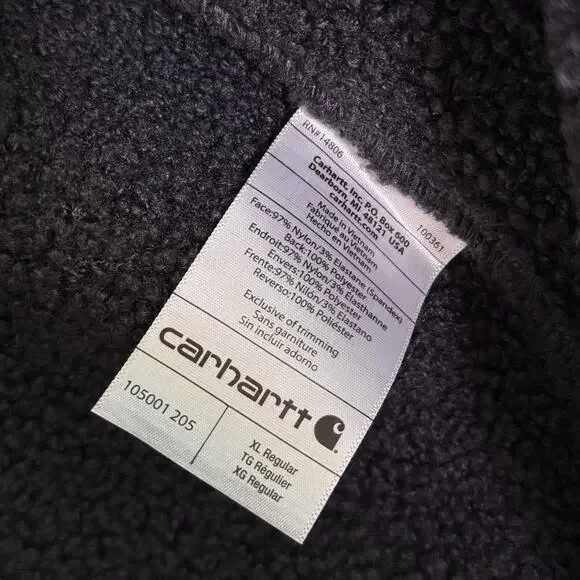 RN#14806
100361
Carhartt, Inc. P.O. Box 600
Dearborn, MI 48121 USA
carhartt.com
Made in Vietnam
Fabriqué au Vietnam
Hecho en Vietnam
Face:97% Nylon/3% Elastane (Spandex)
Back:100% Polyester
Endroit:97% Nylon/3% Élasthanne
Envers:100% Polyester
Frente:97% Nilón/3% Elastano
Reverso:100% Poliéster
Exclusive of trimming
Sans garniture
Sin incluir adorno
carhartt
105001 205
XL Regular
TG Régulier
XG Regular